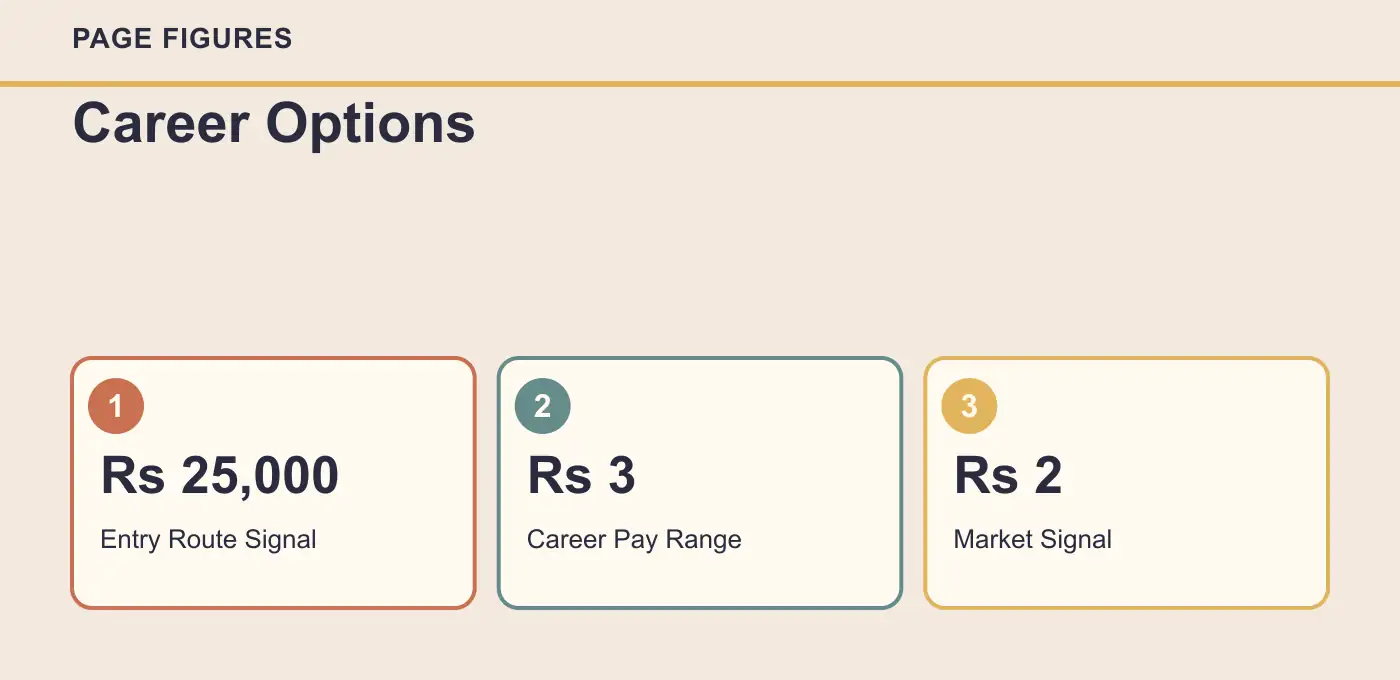 PAGE FIGURES
Career Options
1
Rs 25,000
Entry Route Signal
2
Rs 3
Career Pay Range
3
Rs 2
Market Signal